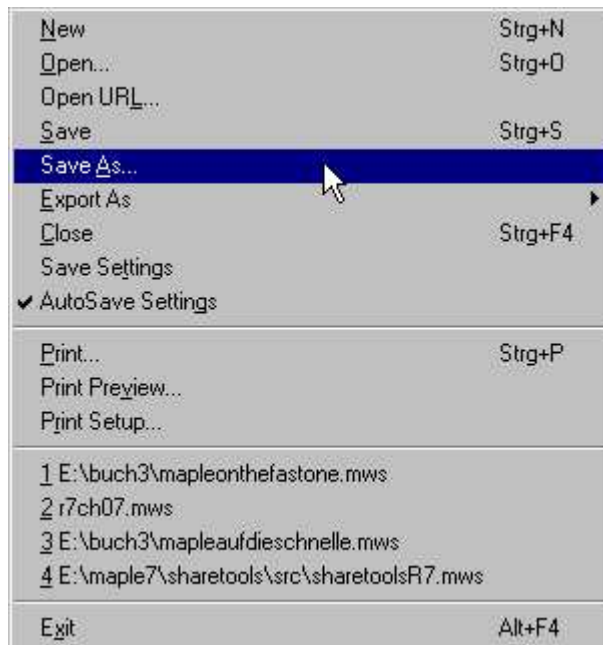 New Strg+N
Open... Strg+O
Open URL...
Save Strg+S
Save As...
Export As
Close Strg+F4
Save Settings
AutoSave Settings
Print... Strg+P
Print Preview...
Print Setup...
1 E:\buch3\mapleonthefastone.mws
2 r7ch07.mws
3 E:\buch3\mapleaufdieschnelle.mws
4 E:\maple7\sharetools\src\sharetoolsR7.mws
Exit Alt+F4